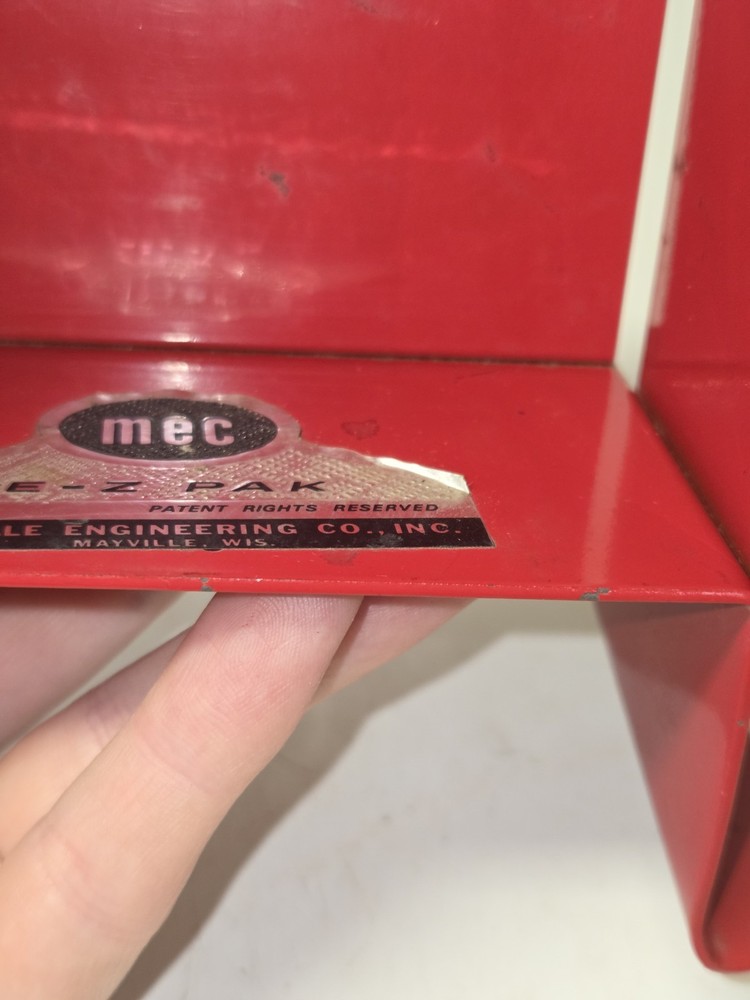 mec
E-Z PAK
PATENT RIGHTS RESERVED
LE ENGINEERING CO., INC.
MAYVILLE, WIS.